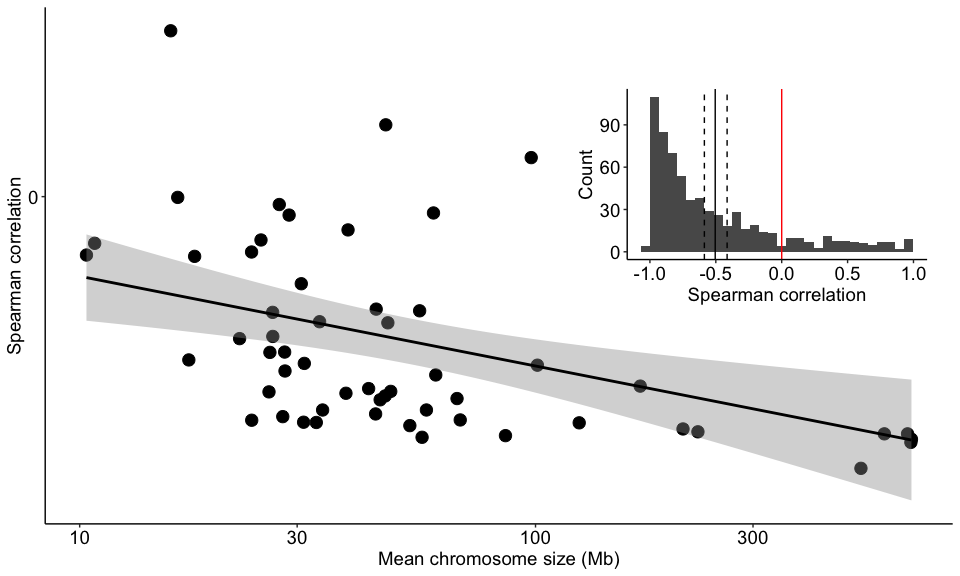 Spearman correlation
0
10 30 100 300
Mean chromosome size (Mb)
Count
90
60
30
0
-1.0 -0.5 0.0 0.5 1.0
Spearman correlation